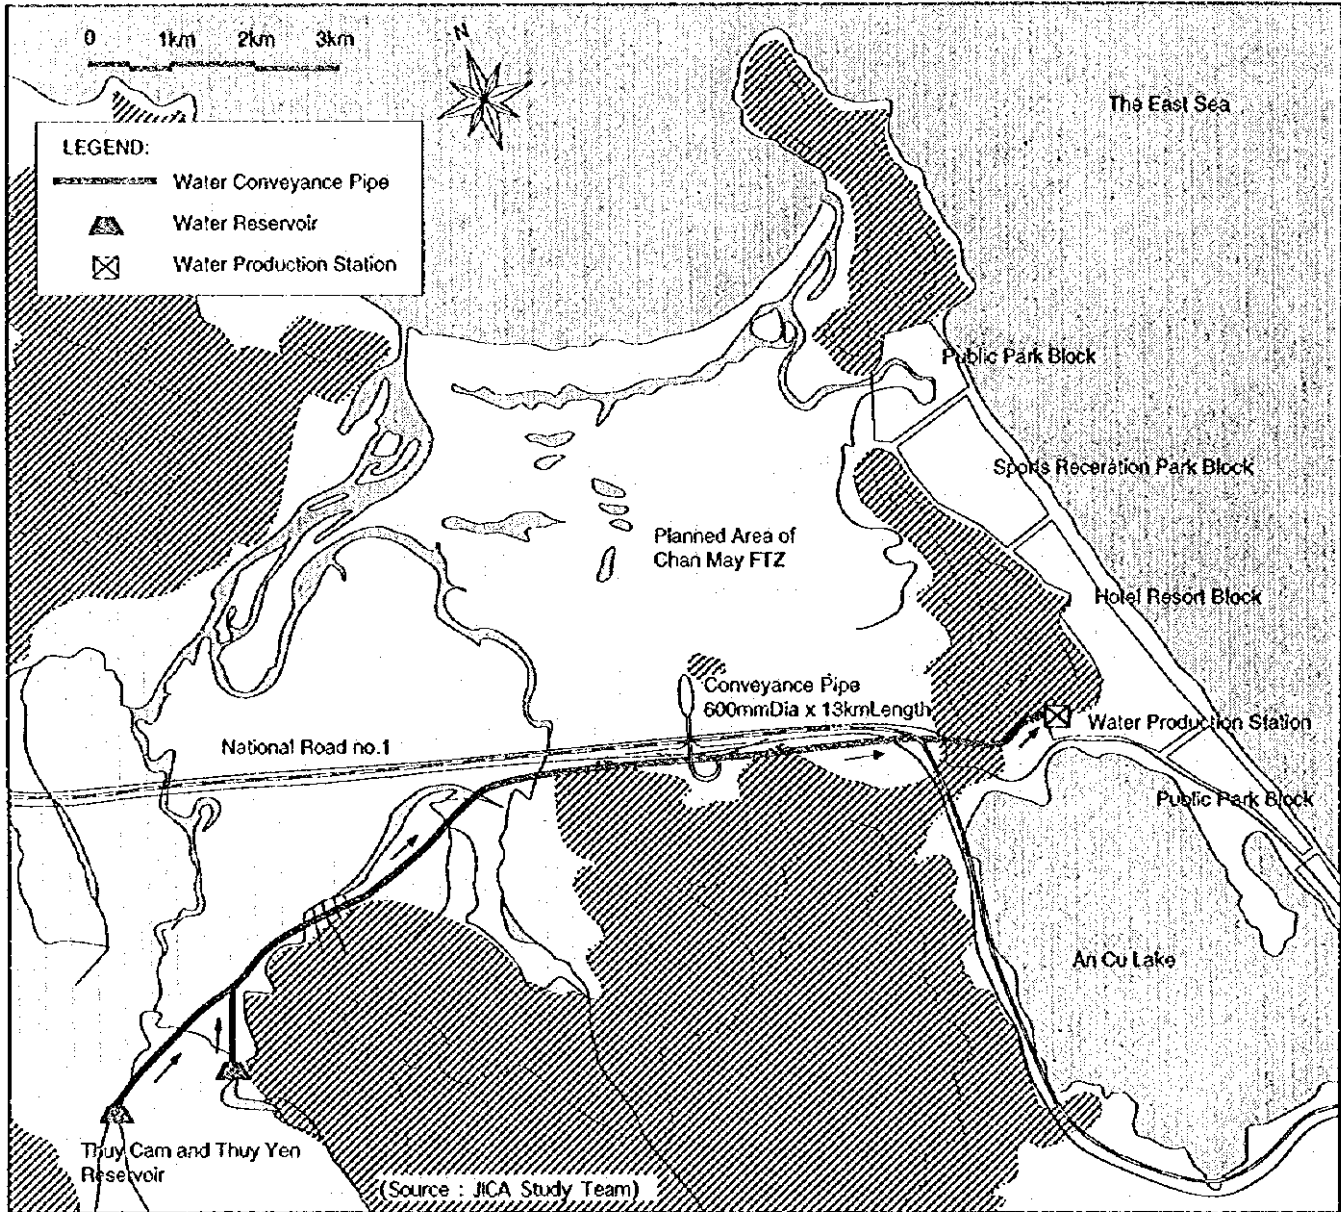 0 1km 2km 3km
N
The East Sea
LEGEND:
Water Conveyance Pipe
Water Reservoir
Water Production Station
Public Park Block
Sports Receration Park Block
Planned Area of
Chan May FTZ
Hotel Resort Block
Conveyance Pipe
600mmDia x 13kmLength
Water Production Station
National Road no.1
Public Park Block
An Cu Lake
Thuy Cam and Thuy Yen
Reservoir
(Source : JICA Study Team)